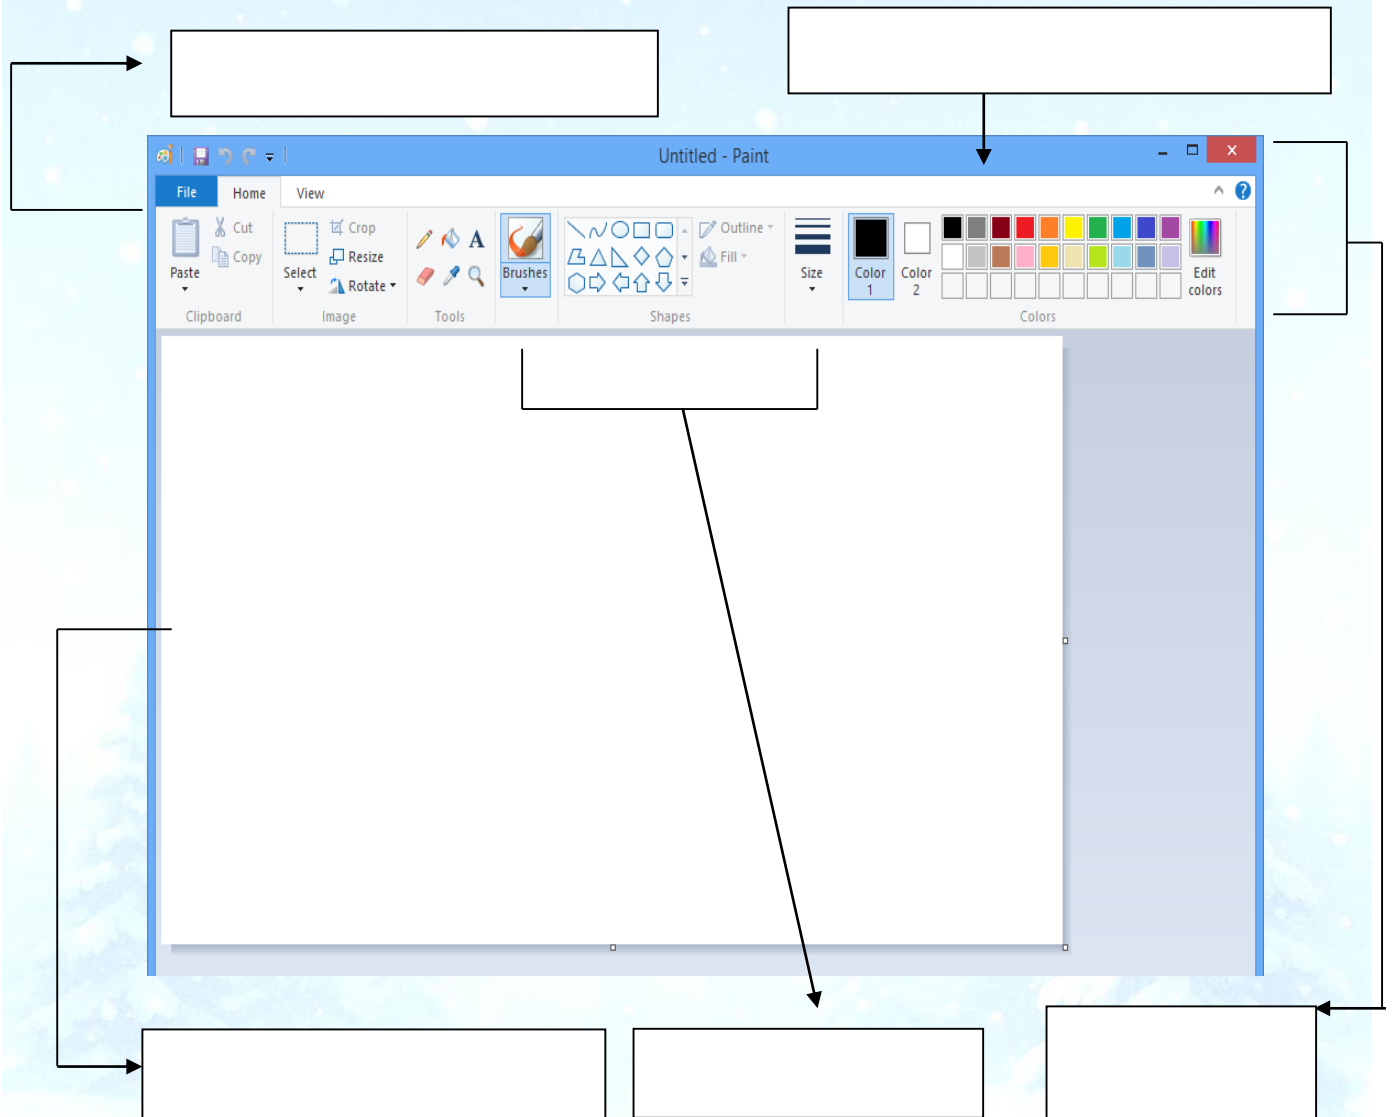 Untitled - Paint
File Home View
Paste
Cut
Copy
Clipboard
Select
Crop
Resize
Rotate
Image
A
Tools
Brushes
Outline
Fill
Shapes
Size
Color 1
Color 2
Edit colors
Colors